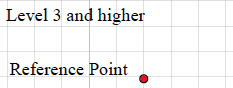 Level 3 and higher
Reference Point